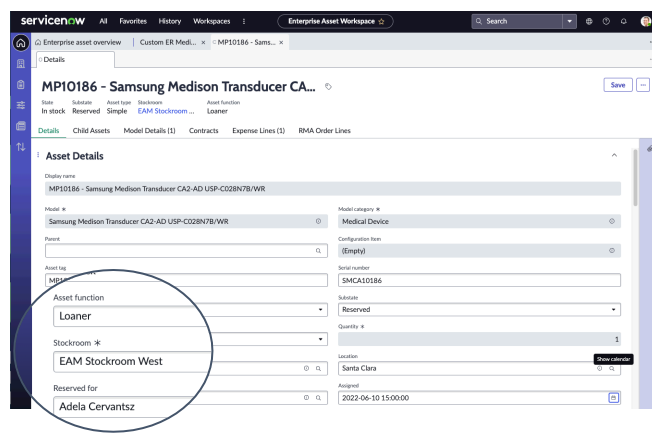 servicenow All Favorites History Workspaces Enterprise Asset Workspace Search
Enterprise asset overview Custom ER Medi... × MP10186 - Sams... ×
Details
MP10186 - Samsung Medison Transducer CA... Save
State Substate Asset type Stockroom Asset function
In stock Reserved Simple EAM Stockroom ... Loaner
Details Child Assets Model Details (1) Contracts Expense Lines (1) RMA Order Lines
Asset Details
Display name
MP10186 - Samsung Medison Transducer CA2-AD USP-C028N7B/WR
Model * Model category *
Samsung Medison Transducer CA2-AD USP-C028N7B/WR Medical Device
Parent Configuration Item
(Empty)
Asset tag Serial number
SMCA10186
Asset function Substate
Loaner Reserved
Stockroom * Quantity *
1
EAM Stockroom West Location
Show calendar
Santa Clara
Reserved for Assigned
Adela Cervantsz 2022-06-10 15:00:00